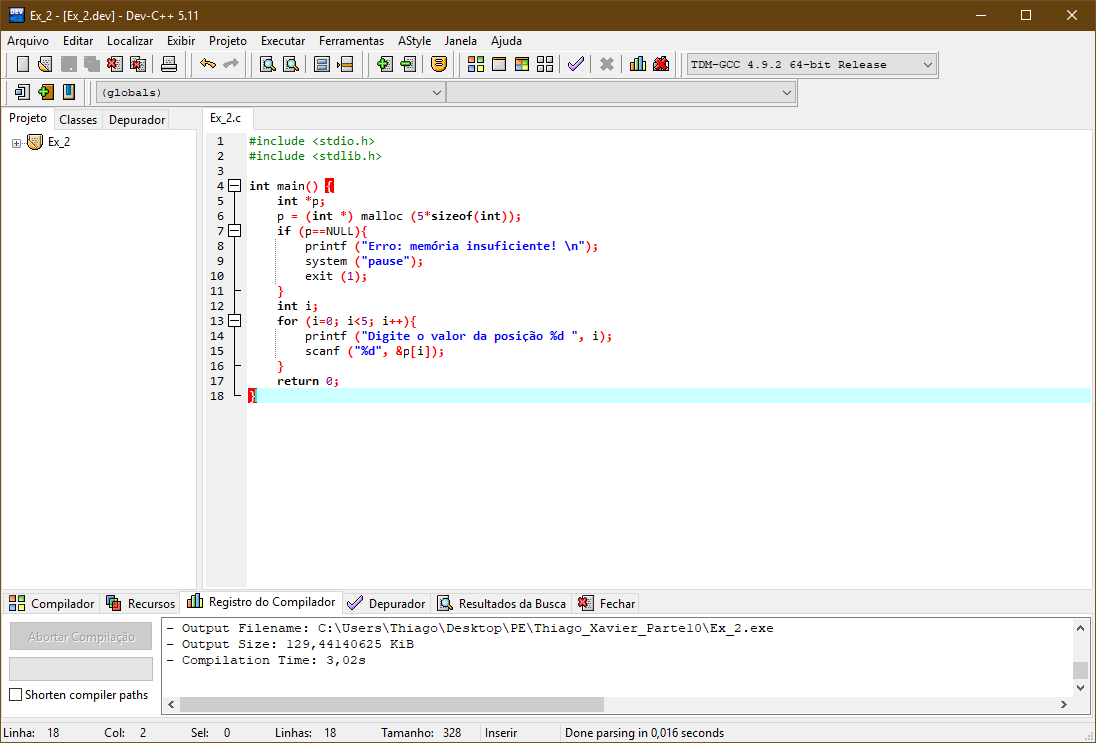 Ex_2 - [Ex_2.dev] - Dev-C++ 5.11
Arquivo Editar Localizar Exibir Projeto Executar Ferramentas AStyle Janela Ajuda
TDM-GCC 4.9.2 64-bit Release
(globals)
Projeto Classes Depurador
Ex_2.c
Ex_2
1 #include <stdio.h>
2 #include <stdlib.h>
3
4 int main() {
5 int *p;
6 p = (int *) malloc (5*sizeof(int));
7 if (p==NULL){
8 printf ("Erro: memória insuficiente! \n");
9 system ("pause");
10 exit (1);
11 }
12 int i;
13 for (i=0; i<5; i++){
14 printf ("Digite o valor da posição %d ", i);
15 scanf ("%d", &p[i]);
16 }
17 return 0;
18 }
Compilador Recursos Registro do Compilador Depurador Resultados da Busca Fechar
Abortar Compilação
Shorten compiler paths
- Output Filename: C:\Users\Thiago\Desktop\PE\Thiago_Xavier_Parte10\Ex_2.exe
- Output Size: 129,44140625 KiB
- Compilation Time: 3,02s
Linha: 18 Col: 2 Sel: 0 Linhas: 18 Tamanho: 328 Inserir Done parsing in 0,016 seconds